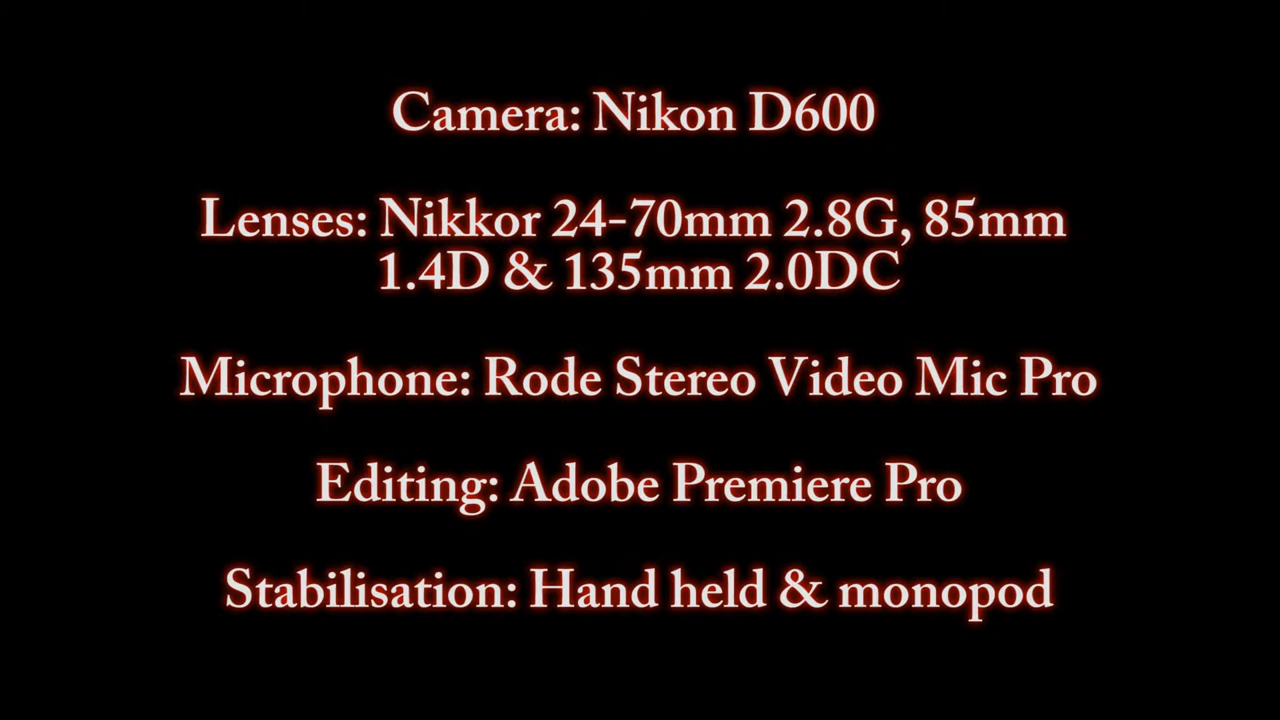 Camera: Nikon D600
Lenses: Nikkor 24-70mm 2.8G, 85mm
1.4D & 135mm 2.0DC
Microphone: Rode Stereo Video Mic Pro
Editing: Adobe Premiere Pro
Stabilisation: Hand held & monopod